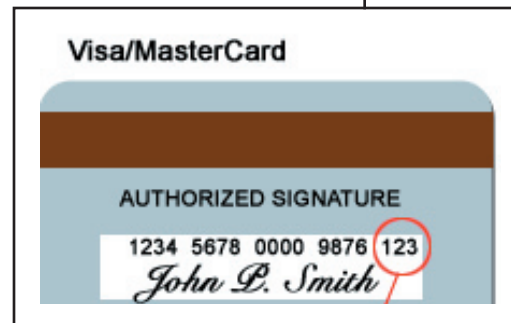 Visa/MasterCard
AUTHORIZED SIGNATURE
1234 5678 0000 9876 123
John P. Smith